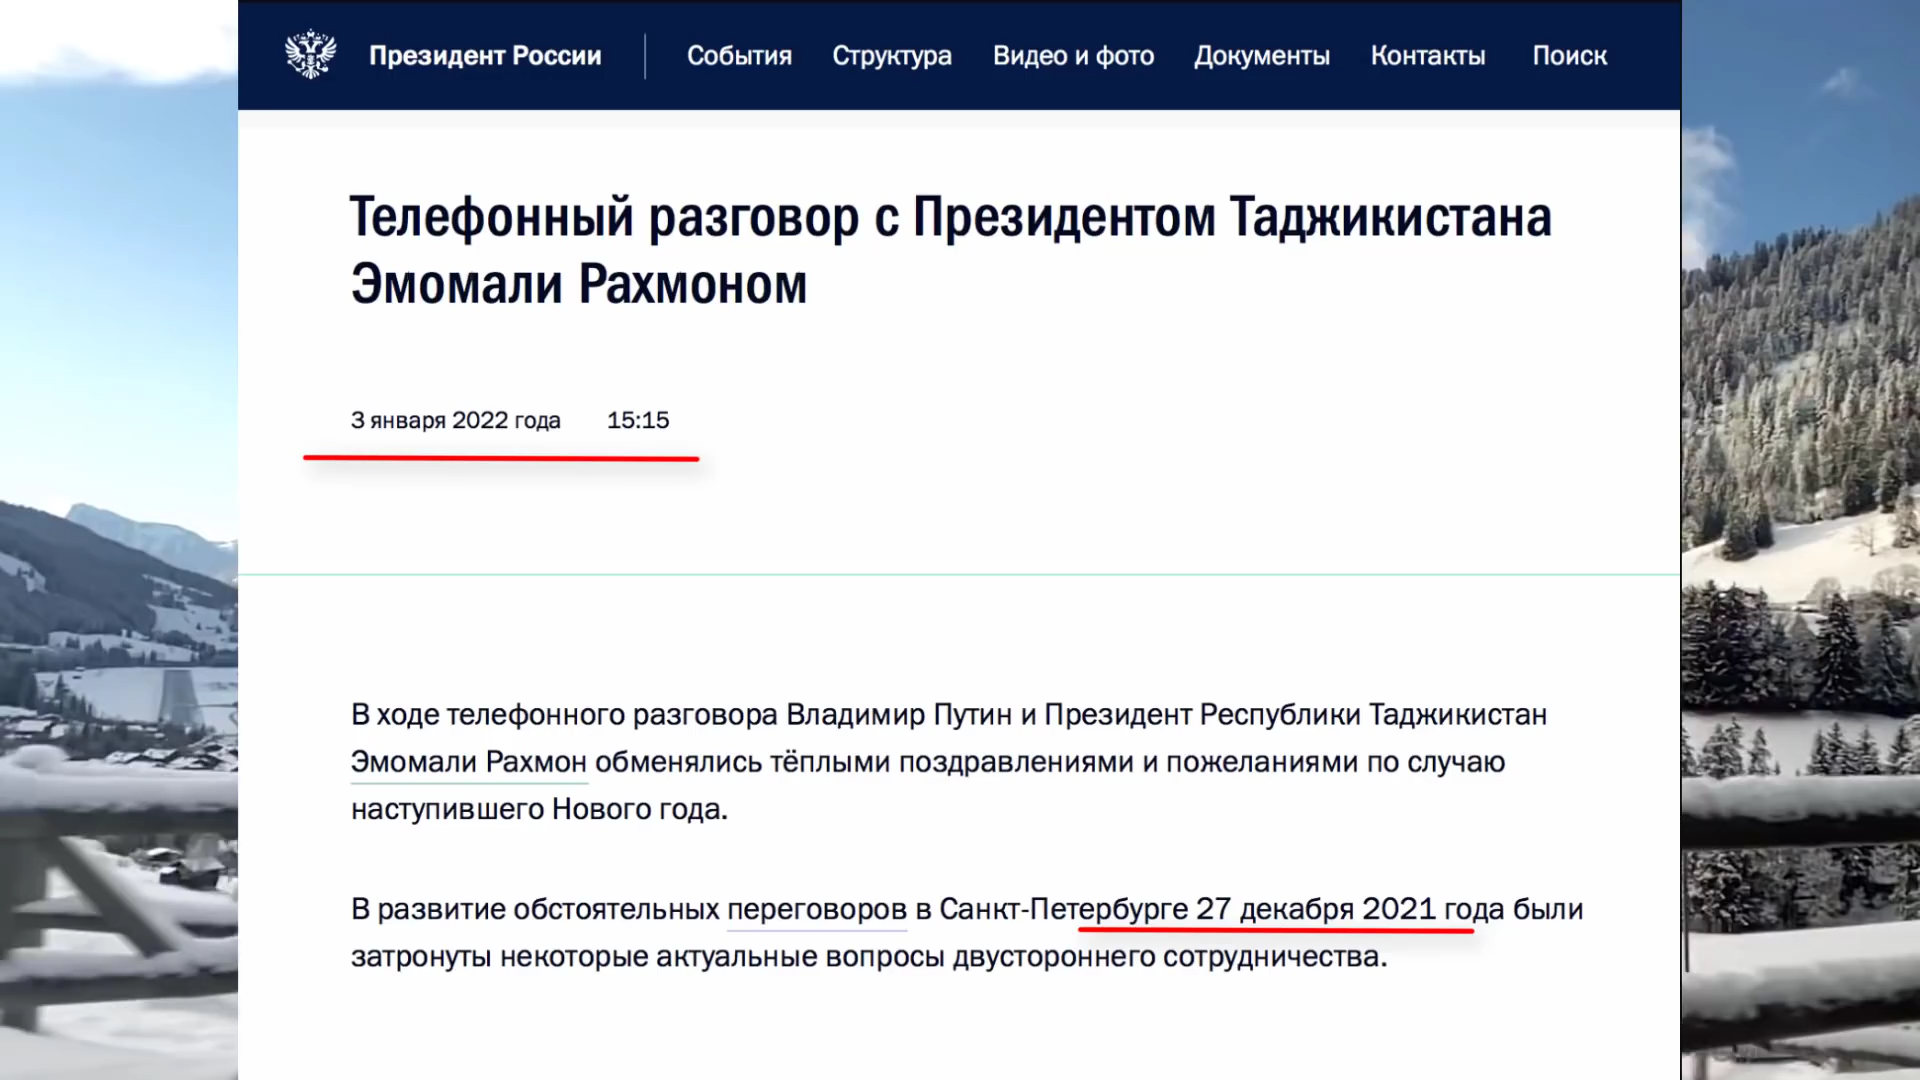 Президент России
События
Структура
Видео и фото
Документы
Контакты
Поиск
Телефонный разговор с Президентом Таджикистана
Эмомали Рахмоном
3 января 2022 года 15:15
В ходе телефонного разговора Владимир Путин и Президент Республики Таджикистан
Эмомали Рахмон обменялись тёплыми поздравлениями и пожеланиями по случаю
наступившего Нового года.
В развитие обстоятельных переговоров в Санкт-Петербурге 27 декабря 2021 года были
затронуты некоторые актуальные вопросы двустороннего сотрудничества.